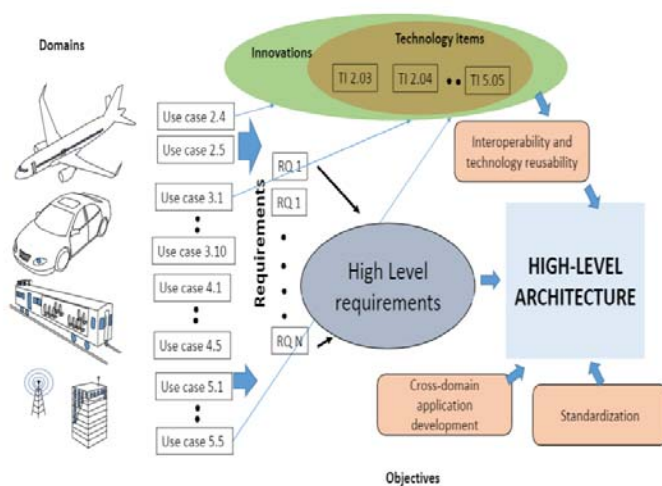 Domains
Innovations
Technology items
TI 2.03
TI 2.04
TI 5.05
Use case 2.4
Use case 2.5
Use case 3.1
Use case 3.10
Use case 4.1
Use case 4.5
Use case 5.1
Use case 5.5
Requirements
RQ 1
RQ 1
RQ N
High Level
requirements
Interoperability and
technology reusability
HIGH-LEVEL
ARCHITECTURE
Cross-domain
application
development
Standardization
Objectives